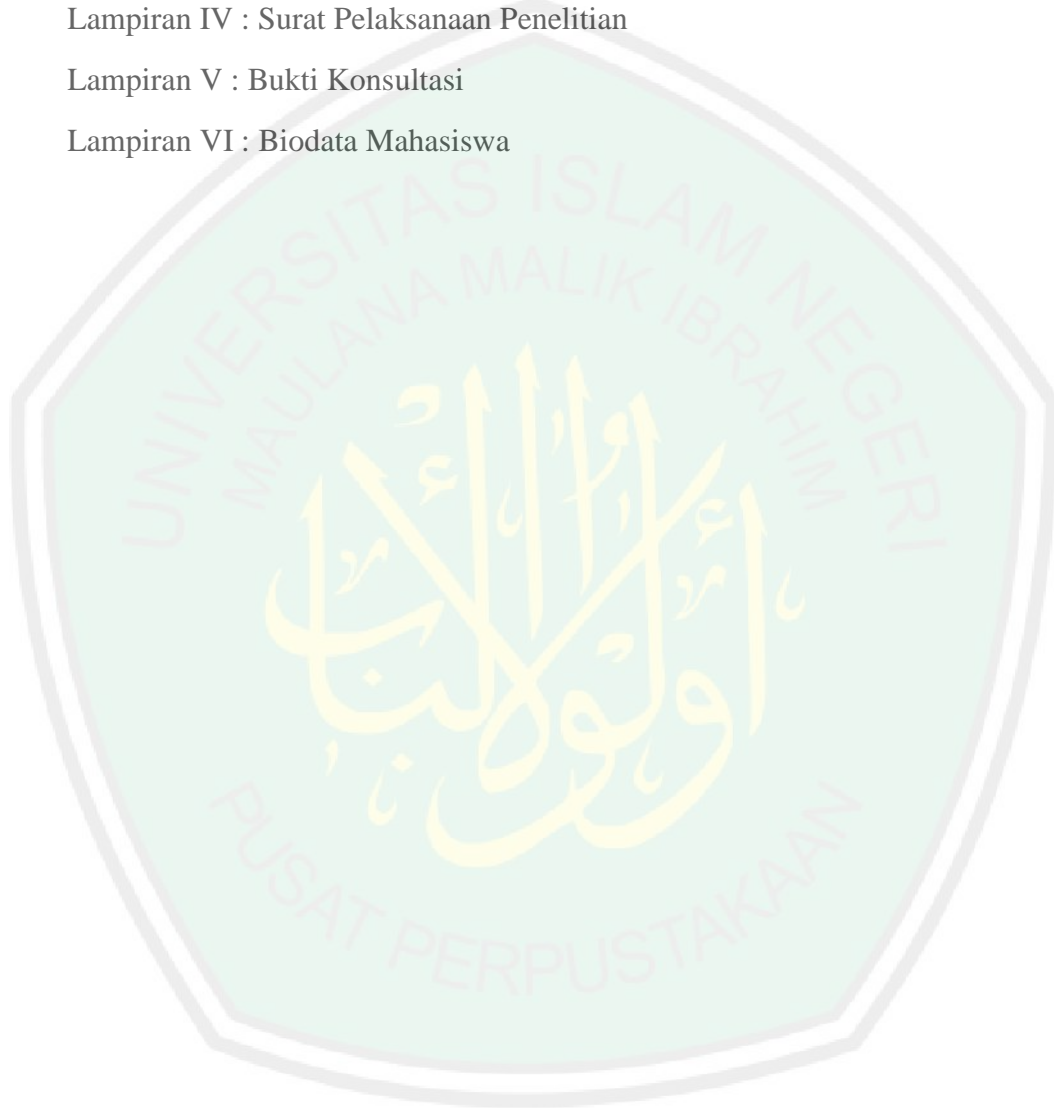 Lampiran IV : Surat Pelaksanaan Penelitian
Lampiran V : Bukti Konsultasi
Lampiran VI : Biodata Mahasiswa
UNIVERSITAS ISLAM NEGERI
MAULANA MALIK IBRAHIM
PUSAT PERPUSTAKAAN